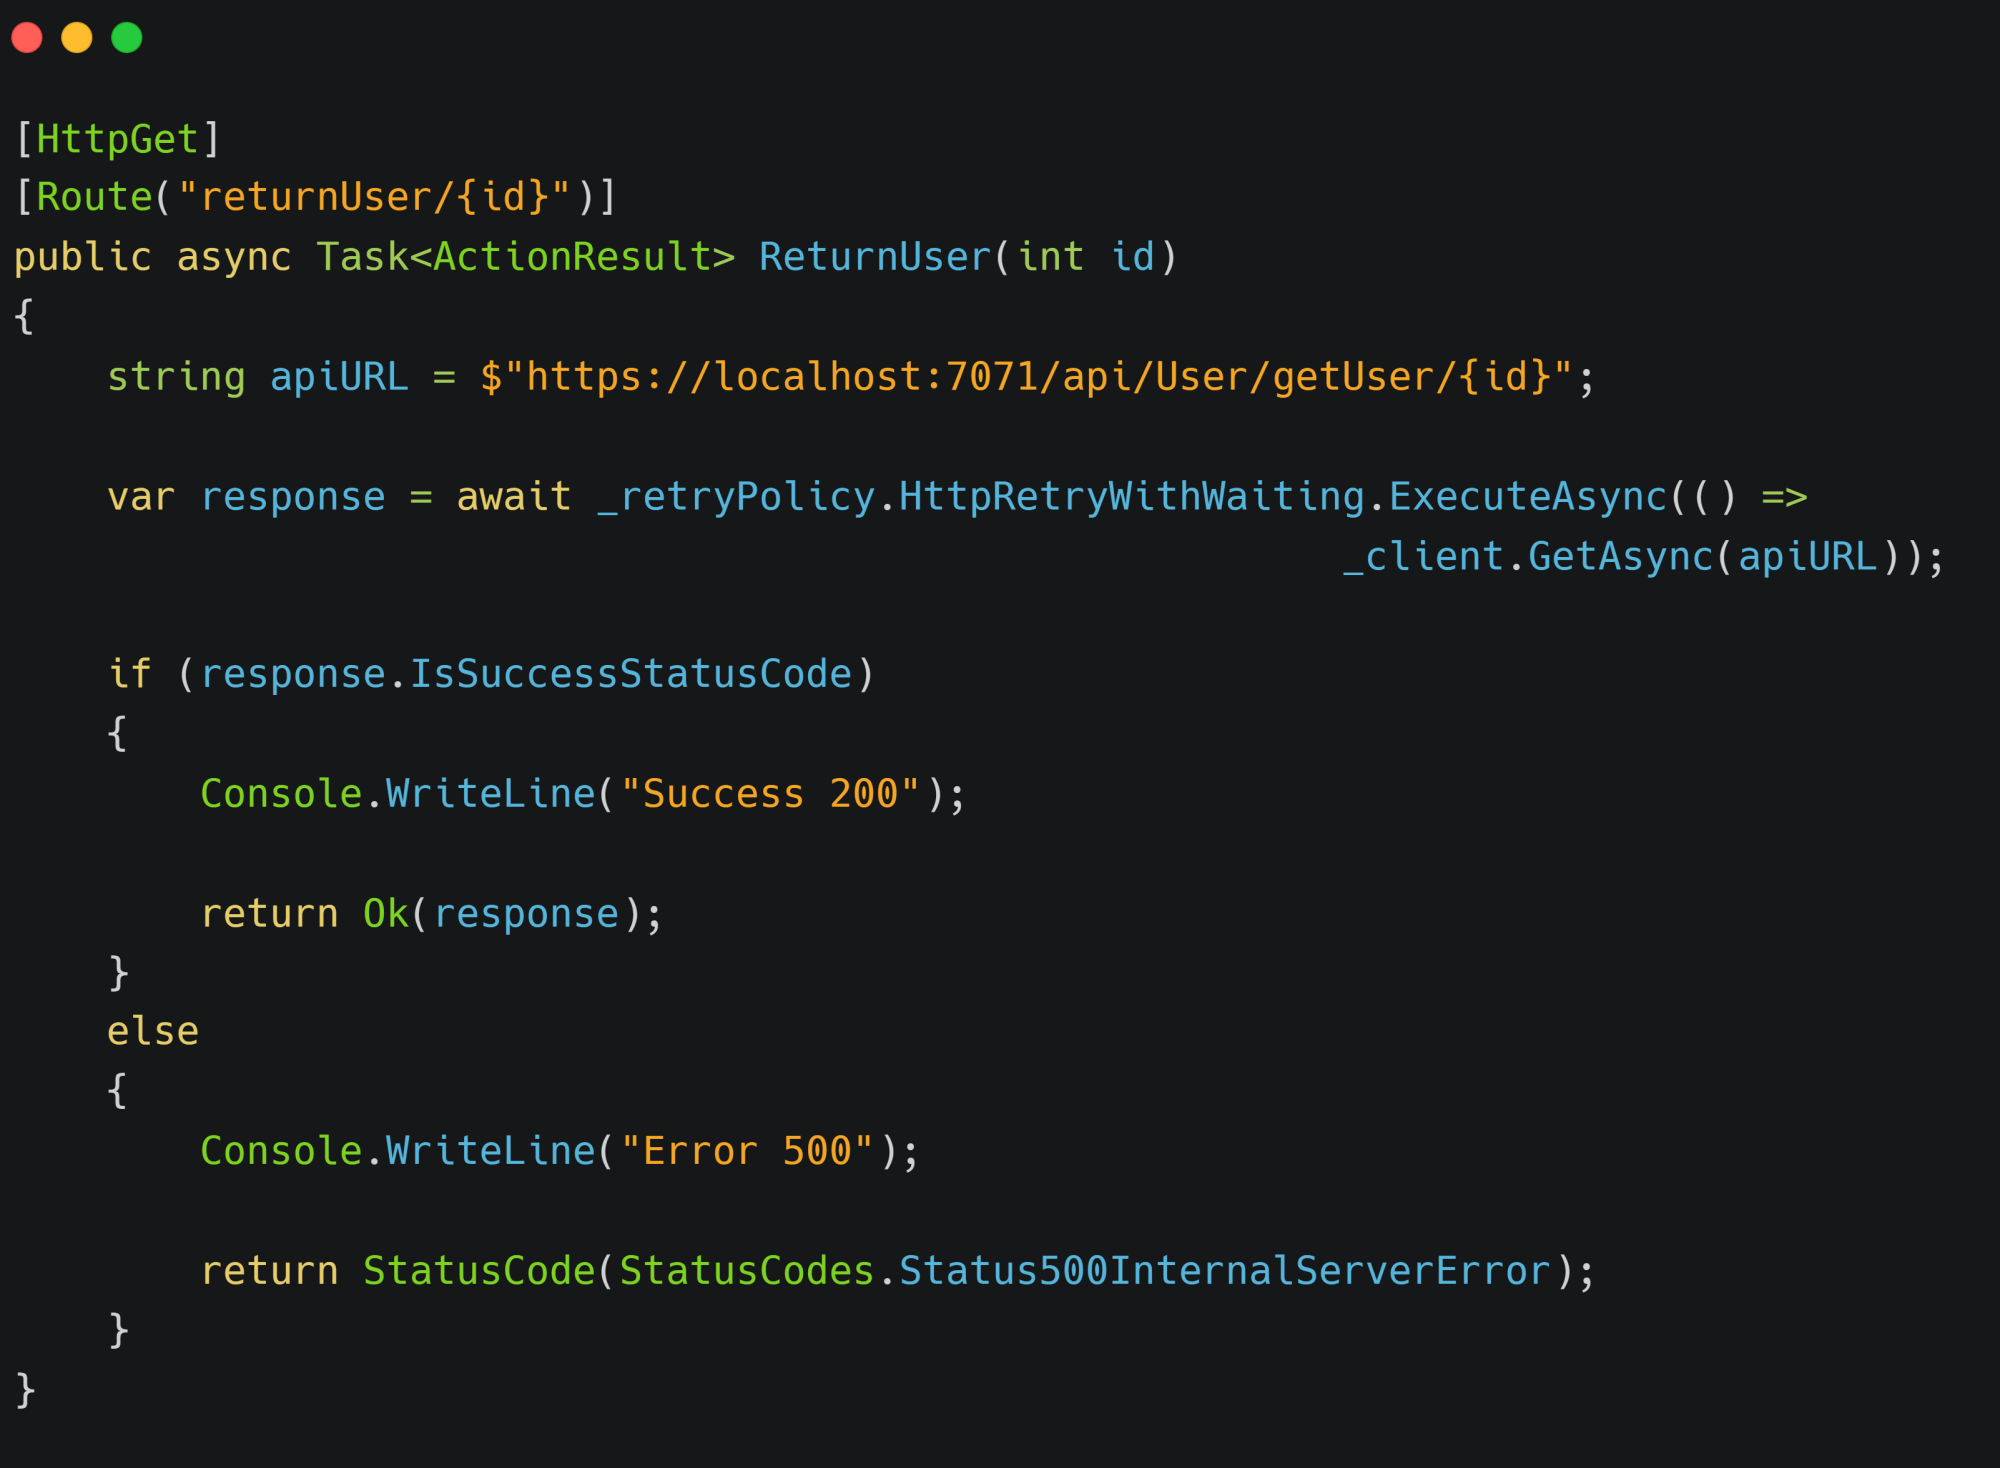 [HttpGet]
[Route("returnUser/{id}")]
public async Task<ActionResult> ReturnUser(int id)
{
    string apiURL = $"https://localhost:7071/api/User/getUser/{id}";

    var response = await _retryPolicy.HttpRetryWithWaiting.ExecuteAsync(() =>
                                                         _client.GetAsync(apiURL));

    if (response.IsSuccessStatusCode)
    {
        Console.WriteLine("Success 200");

        return Ok(response);
    }
    else
    {
        Console.WriteLine("Error 500");

        return StatusCode(StatusCodes.Status500InternalServerError);
    }
}